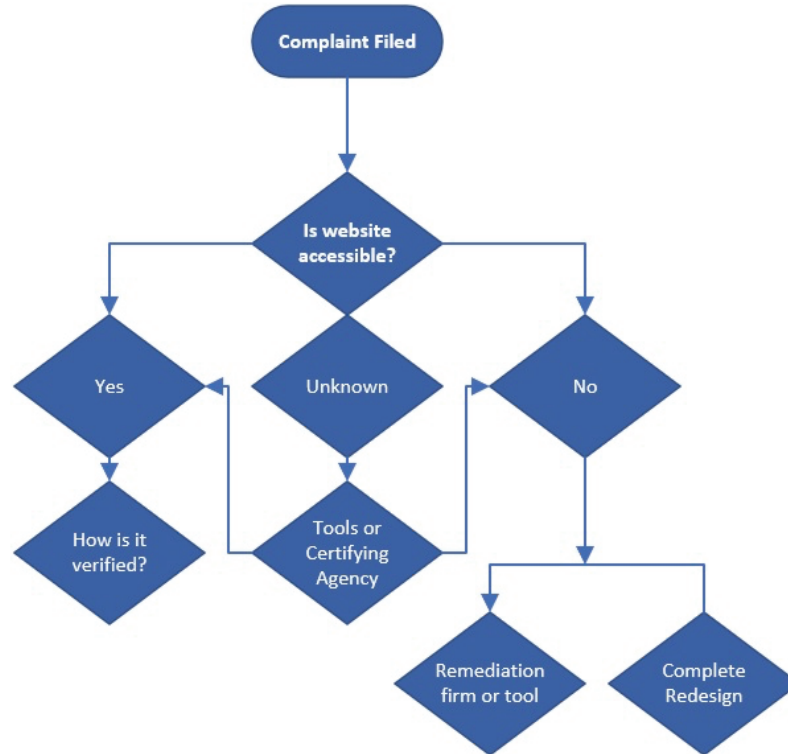 Complaint Filed
Is website
accessible?
Yes
Unknown
No
How is it
verified?
Tools or
Certifying
Agency
Remediation
firm or tool
Complete
Redesign